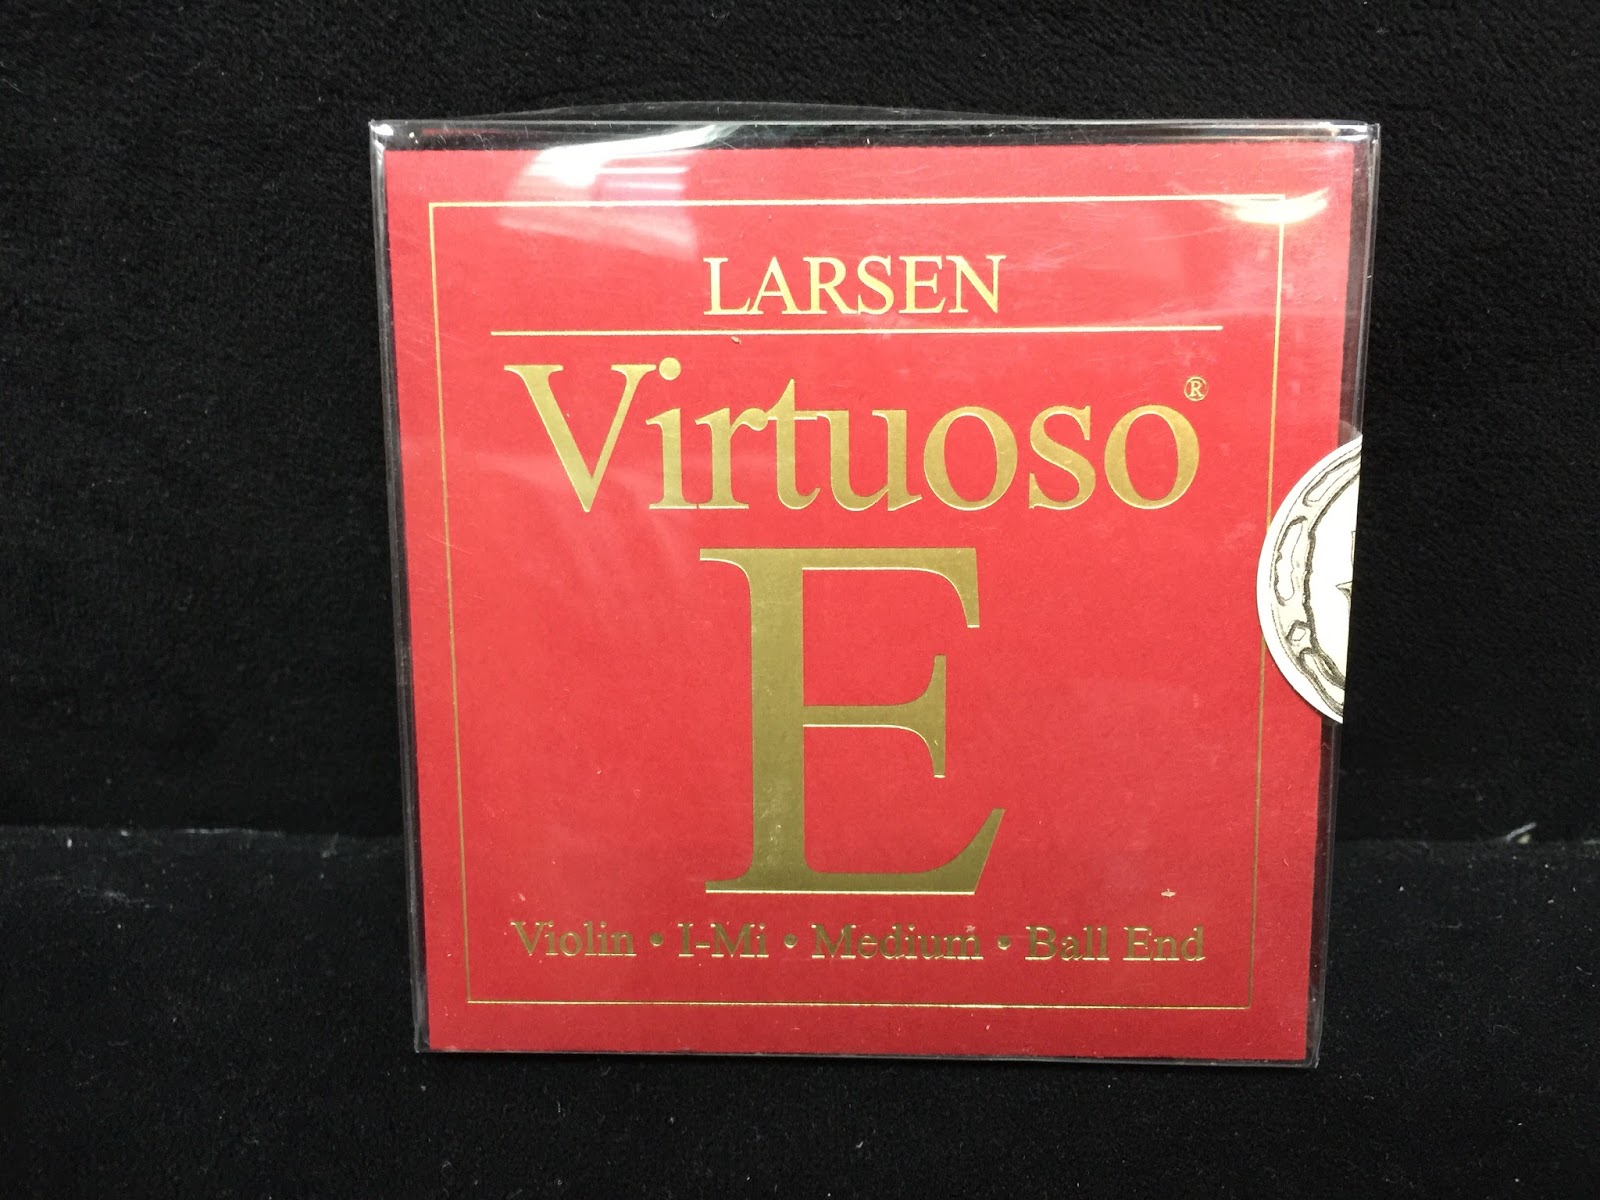 LARSEN
Virtuoso®
E
Violin • I-Mi • Medium • Ball End